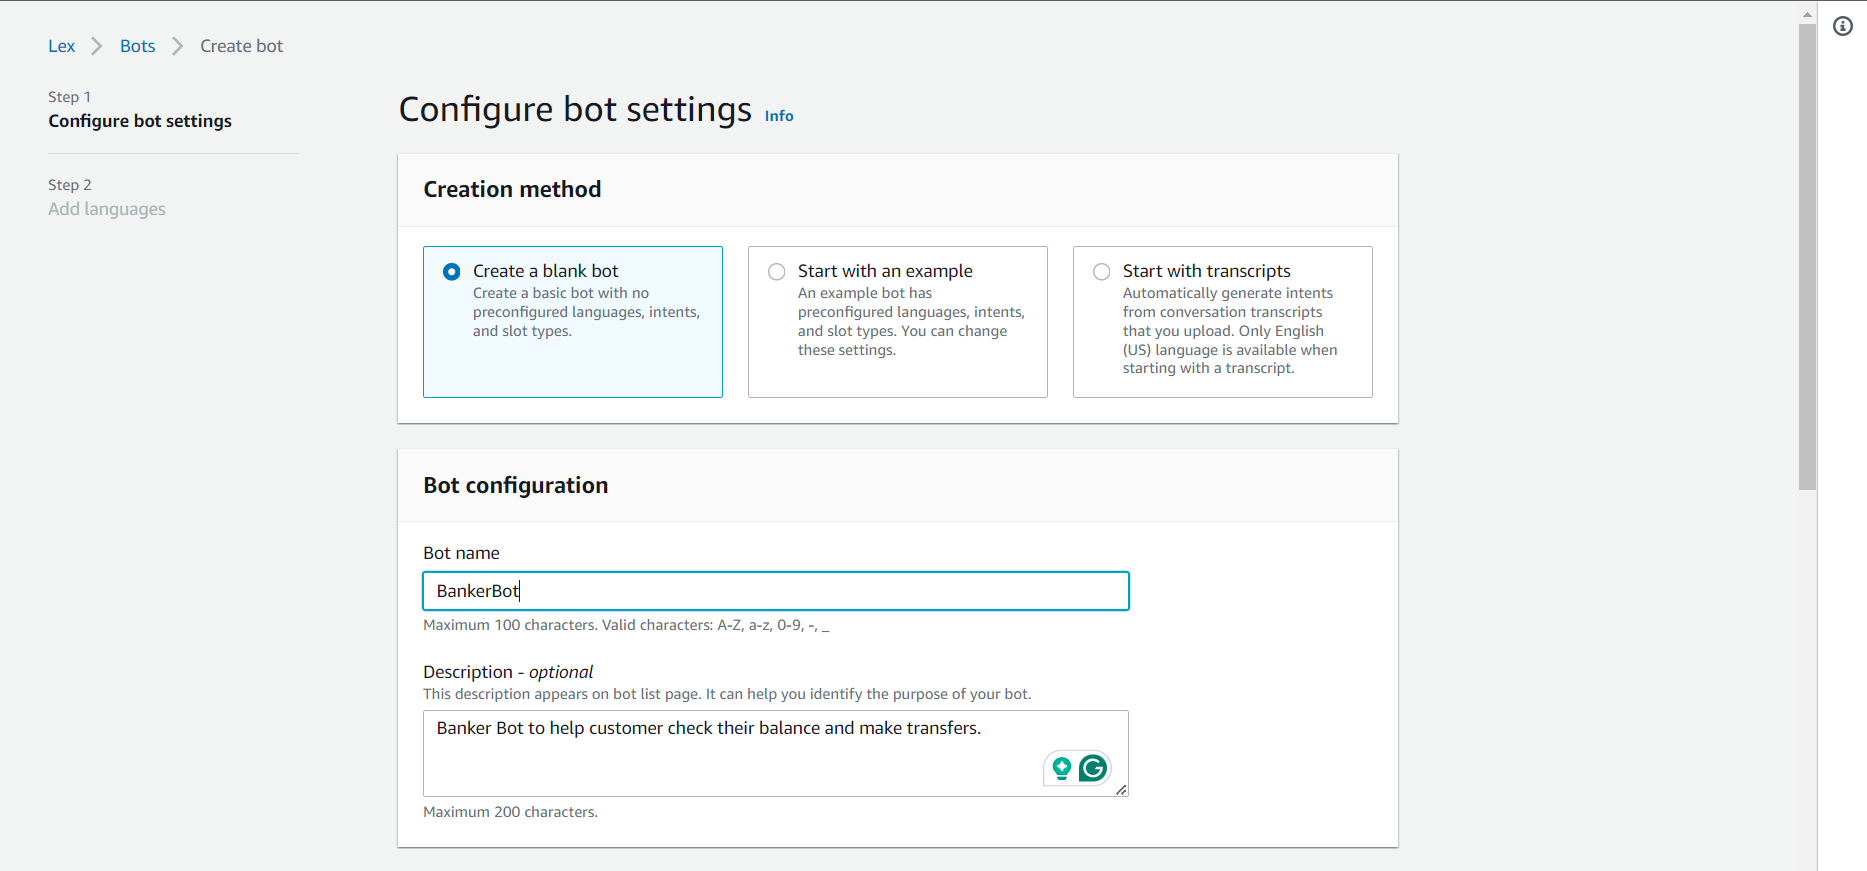 Lex > Bots > Create bot
Step 1
Configure bot settings
Step 2
Add languages
Configure bot settings Info
Creation method
Create a blank bot
Create a basic bot with no
preconfigured languages, intents,
and slot types.
Start with an example
An example bot has
preconfigured languages, intents,
and slot types. You can change
these settings.
Start with transcripts
Automatically generate intents
from conversation transcripts
that you upload. Only English
(US) language is available when
starting with a transcript.
Bot configuration
Bot name
BankerBot
Maximum 100 characters. Valid characters: A-Z, a-z, 0-9, -, _
Description - optional
This description appears on bot list page. It can help you identify the purpose of your bot.
Banker Bot to help customer check their balance and make transfers.
Maximum 200 characters.